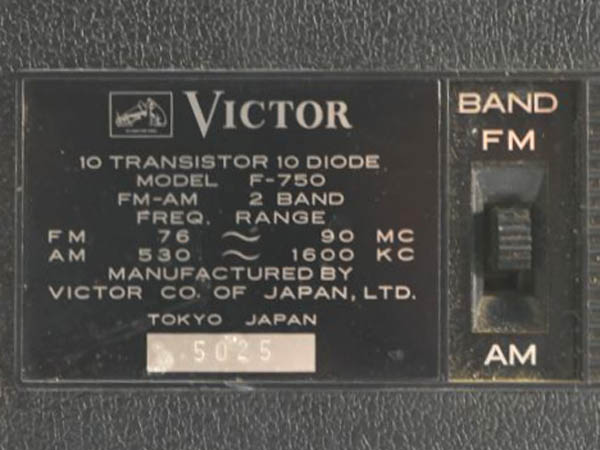 VICTOR
10 TRANSISTOR 10 DIODE
MODEL F-750
FM-AM 2 BAND
FREQ. RANGE
FM 76 ~ 90 MC
AM 530 ~ 1600 KC
MANUFACTURED BY
VICTOR CO. OF JAPAN, LTD.
TOKYO JAPAN
5025
BAND
FM
AM